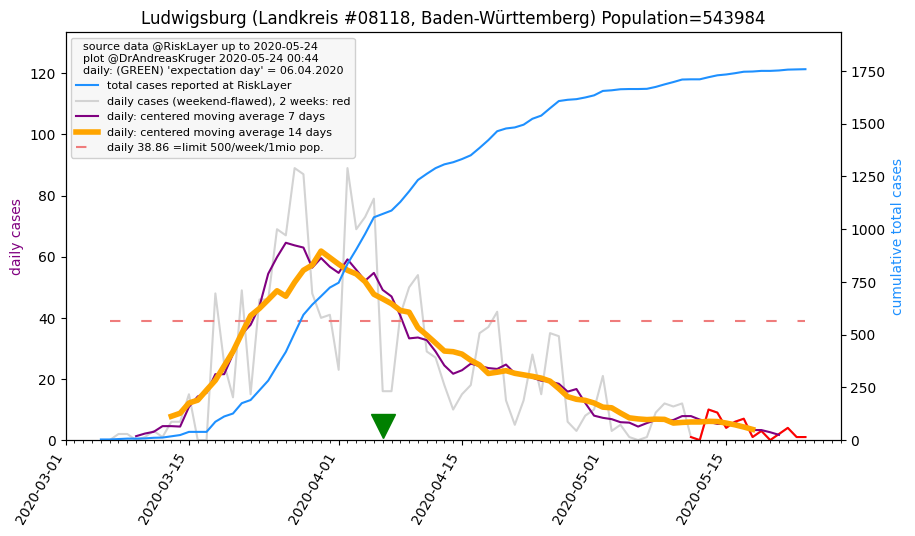 Ludwigsburg (Landkreis #08118, Baden-Württemberg) Population=543984
source data @RiskLayer up to 2020-05-24
plot @DrAndreasKruger 2020-05-24 00:44
daily: (GREEN) 'expectation day' = 06.04.2020
total cases reported at RiskLayer
daily cases (weekend-flawed), 2 weeks: red
daily: centered moving average 7 days
daily: centered moving average 14 days
daily 38.86 =limit 500/week/1mio pop.
daily cases
120
100
80
60
40
20
0
1750
1500
1250
1000
750
500
250
0
cumulative total cases
2020-03-01
2020-03-15
2020-04-01
2020-04-15
2020-05-01
2020-05-15